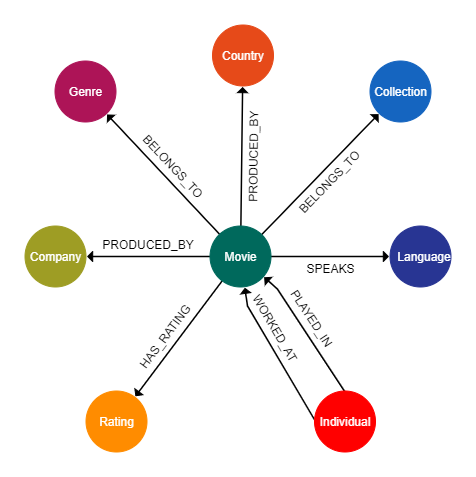 Country
Genre
Collection
BELONGS_TO
PRODUCED_BY
BELONGS_TO
Company
PRODUCED_BY
Movie
SPEAKS
Language
HAS_RATING
WORKED_AT
PLAYED_IN
Rating
Individual